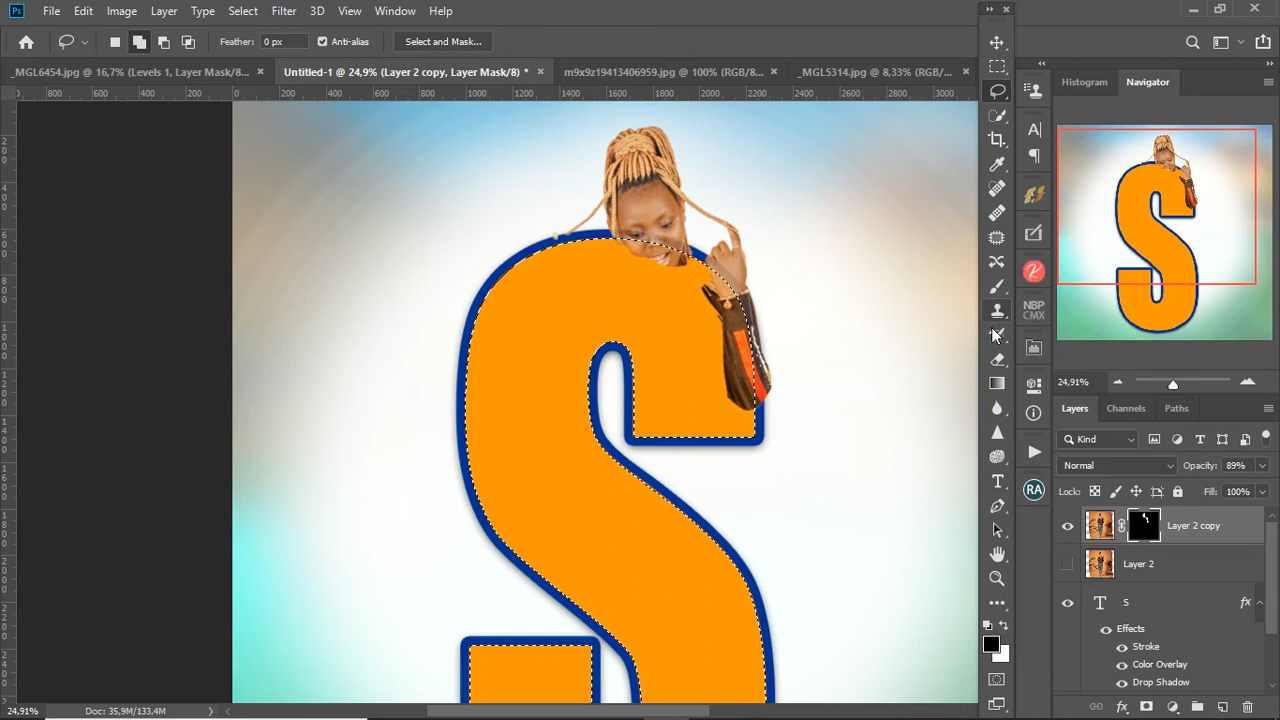 Ps File Edit Image Layer Type Select Filter 3D View Window Help
Feather: 0 px Anti-alias Select and Mask...
_MGL6454.jpg @ 16,7% (Levels 1, Layer Mask/8... × Untitled-1 @ 24,9% (Layer 2 copy, Layer Mask/8) * × m9x9z19413406959.jpg @ 100% (RGB/8... × _MGL5314.jpg @ 8,33% (RGB/... ×
800 600 400 200 0 200 400 600 800 1000 1200 1400 1600 1800 2000 2200 2400 2600 2800 3000
Histogram Navigator
S
NBP
CMX
24,91%
Layers Channels Paths
Kind
Normal Opacity: 89%
Lock: Fill: 100%
RA
Layer 2 copy
Layer 2
T S fx
Effects
Stroke
Color Overlay
Drop Shadow
24,91% Doc: 35,9M/133,4M